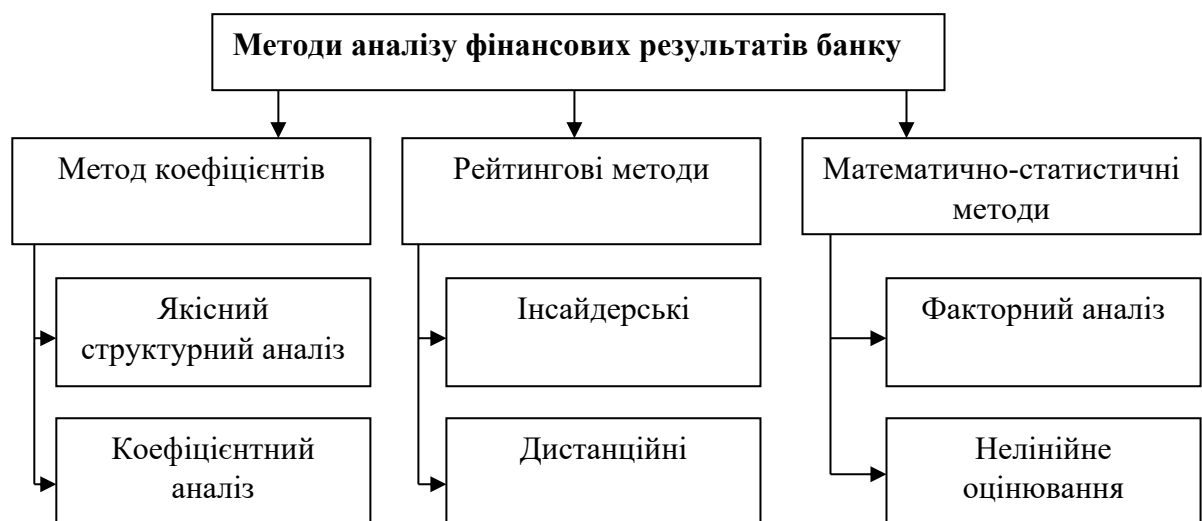 Методи аналізу фінансових результатів банку
Метод коефіцієнтів
Рейтингові методи
Математично-статистичні
методи
Якісний
структурний аналіз
Інсайдерські
Факторний аналіз
Коефіцієнтний
аналіз
Дистанційні
Нелінійне
оцінювання